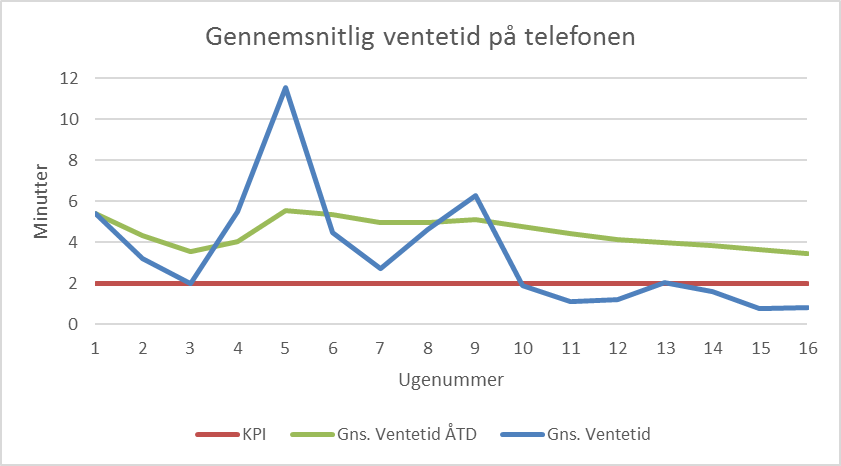 Gennemsnitlig ventetid på telefonen
12
10
8
6
4
2
0
Minutter
1 2 3 4 5 6 7 8 9 10 11 12 13 14 15 16
Ugenummer
KPI Gns. Ventetid ÅTD Gns. Ventetid